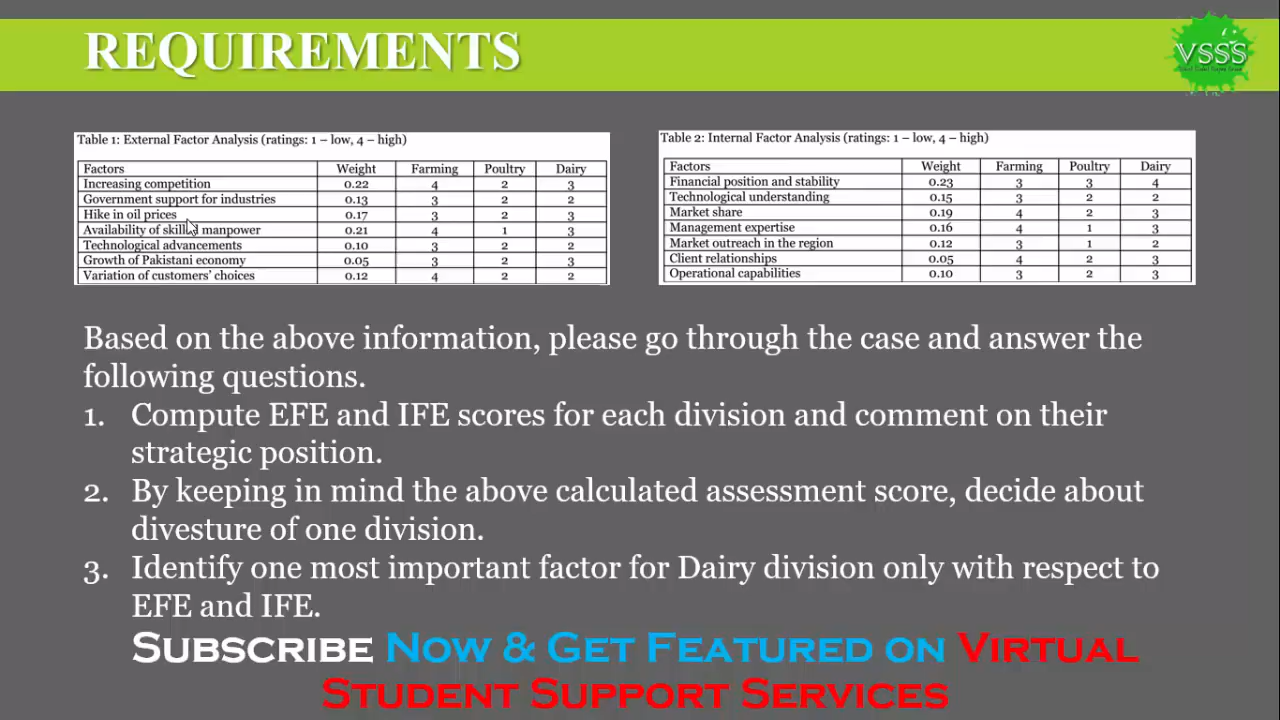 REQUIREMENTS
VSSS
Table 1: External Factor Analysis (ratings: 1 – low, 4 – high)
Factors Weight Farming Poultry Dairy
Increasing competition 0.22 4 2 3
Government support for industries 0.13 3 2 2
Hike in oil prices 0.17 3 2 3
Availability of skilled manpower 0.21 4 1 3
Technological advancements 0.10 3 2 2
Growth of Pakistani economy 0.05 3 2 3
Variation of customers' choices 0.12 4 2 2
Table 2: Internal Factor Analysis (ratings: 1 – low, 4 – high)
Factors Weight Farming Poultry Dairy
Financial position and stability 0.23 3 3 4
Technological understanding 0.15 3 2 2
Market share 0.19 4 2 3
Management expertise 0.16 4 1 3
Market outreach in the region 0.12 3 1 2
Client relationships 0.05 4 2 3
Operational capabilities 0.10 3 2 3
Based on the above information, please go through the case and answer the
following questions.
1. Compute EFE and IFE scores for each division and comment on their
strategic position.
2. By keeping in mind the above calculated assessment score, decide about
divesture of one division.
3. Identify one most important factor for Dairy division only with respect to
EFE and IFE.
Subscribe Now & Get Featured on Virtual
Student Support Services